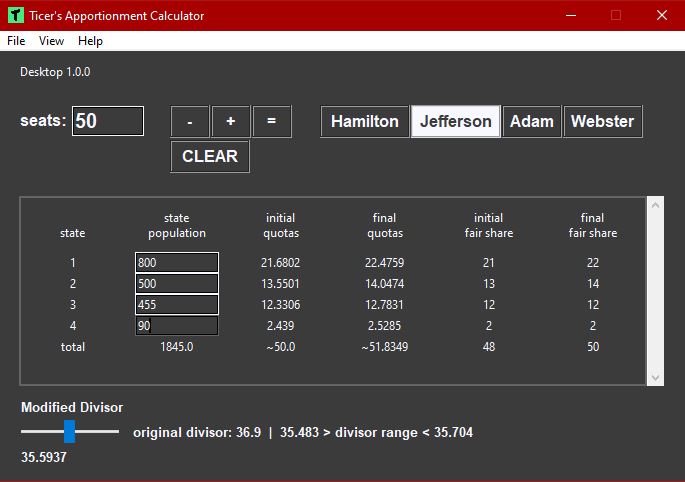 T Ticer's Apportionment Calculator
File View Help
Desktop 1.0.0
seats: 50 - + = Hamilton Jefferson Adam Webster
CLEAR
state initial final initial final
state population quotas quotas fair share fair share
1 800 21.6802 22.4759 21 22
2 500 13.5501 14.0474 13 14
3 455 12.3306 12.7831 12 12
4 90 2.439 2.5285 2 2
total 1845.0 ~50.0 ~51.8349 48 50
Modified Divisor
original divisor: 36.9 | 35.483 > divisor range < 35.704
35.5937